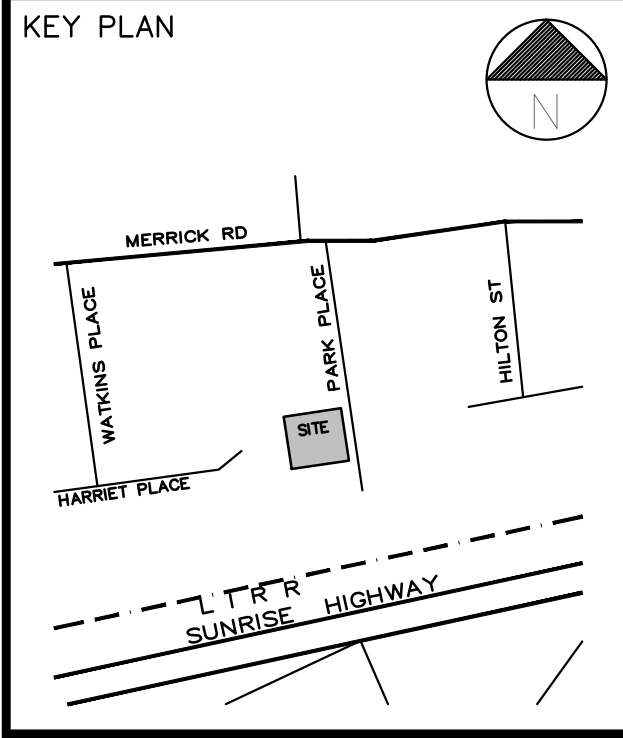 KEY PLAN
N
MERRICK RD
WATKINS PLACE
PARK PLACE
HILTON ST
SITE
HARRIET PLACE
L T R R
SUNRISE HIGHWAY